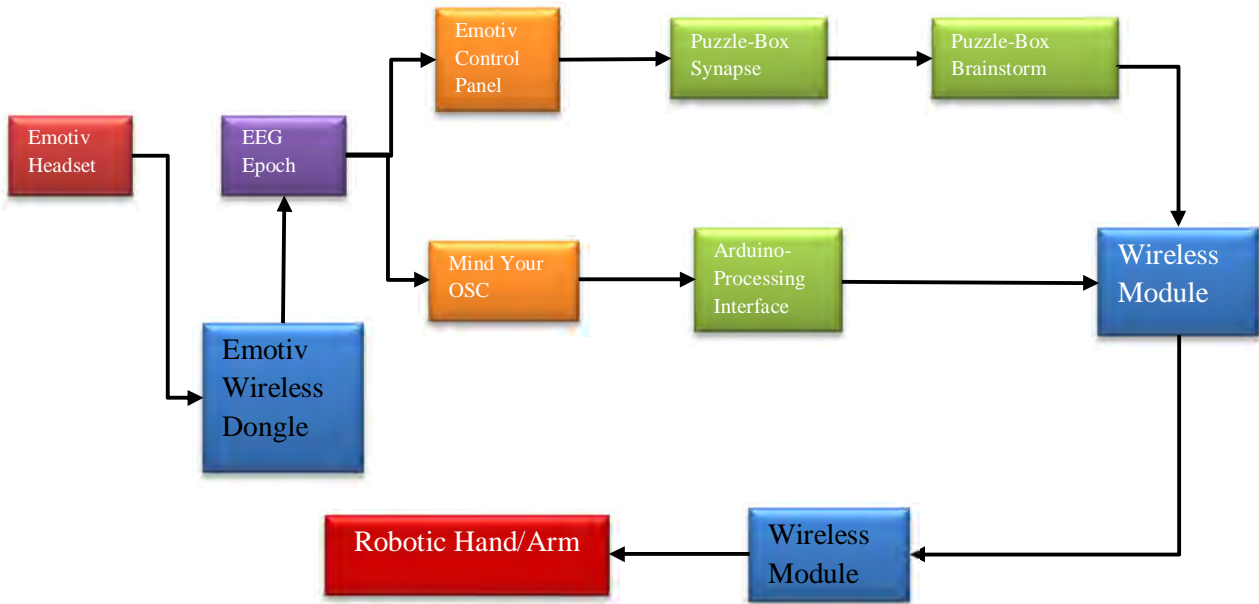 Emotiv
Control
Panel
Puzzle-Box
Synapse
Puzzle-Box
Brainstorm
Emotiv
Headset
EEG
Epoch
Mind Your
OSC
Arduino-
Processing
Interface
Wireless
Module
Emotiv
Wireless
Dongle
Robotic Hand/Arm
Wireless
Module